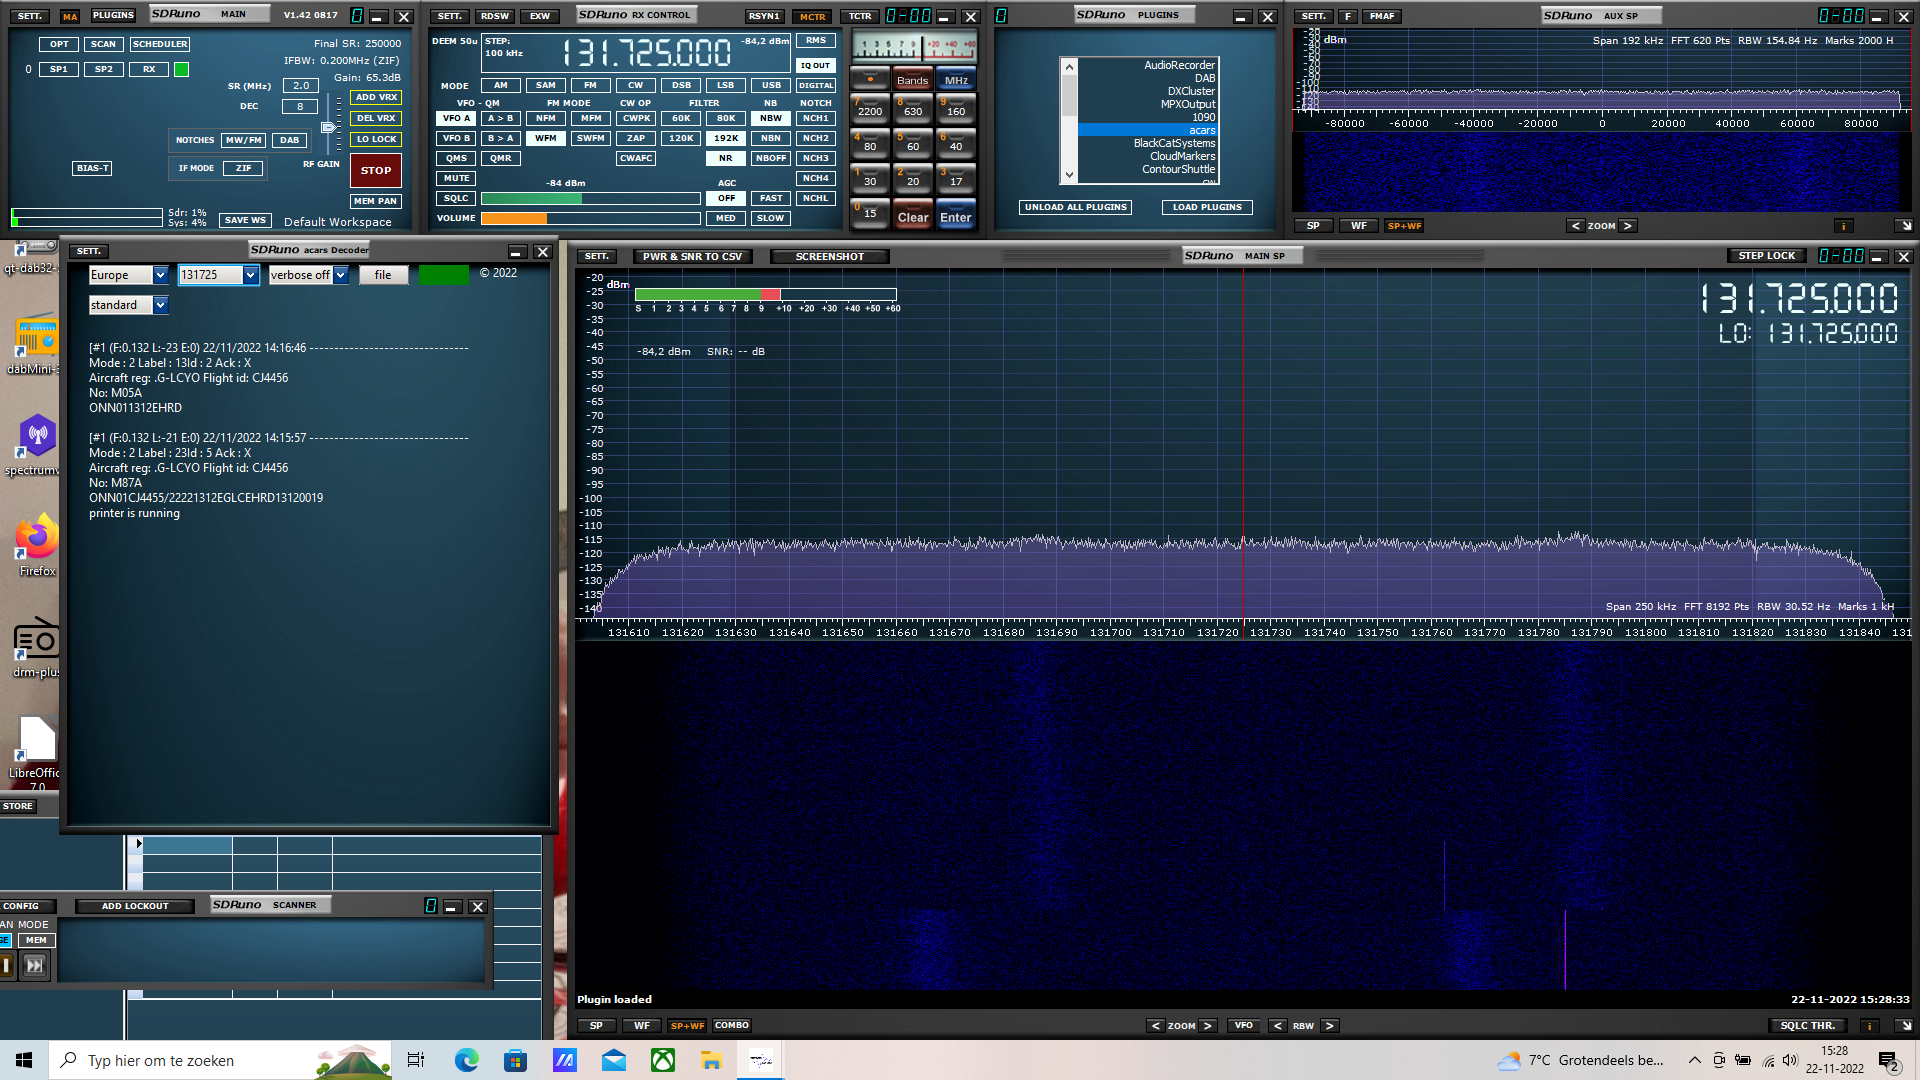 SETT.
MA
PLUGINS
SDRuno MAIN
V1.42 0817
OPT
SCAN
SCHEDULER
Final SR: 250000
IFBW: 0.200MHz (ZIF)
Gain: 65.3dB
0
SP1
SP2
RX
SR (MHz)
2.0
ADD VRX
DEC
8
DEL VRX
NOTCHES
MW/FM
DAB
LO LOCK
IF MODE
ZIF
RF GAIN
BIAS-T
STOP
MEM PAN
Sdr: 1%
Sys: 4%
SAVE WS
Default Workspace
SETT.
RDSW
EXW
SDRuno RX CONTROL
RSYN1
MCTR
TCTR
0-00
DEEM 50u
STEP:
100 kHz
131.725.000
-84,2 dBm
RMS
IQ OUT
MODE
AM
SAM
FM
CW
DSB
LSB
USB
DIGITAL
VFO - QM
FM MODE
CW OP
FILTER
NB
NOTCH
VFO A
A > B
NFM
MFM
CWPK
60K
80K
NBW
NCH1
VFO B
B > A
WFM
SWFM
ZAP
120K
192K
NBN
NCH2
QMS
QMR
CWAFC
NR
NBOFF
NCH3
MUTE
-84 dBm
AGC
NCH4
SQLC
OFF
FAST
NCHL
VOLUME
MED
SLOW
1 3 5 7 9 +20 +40 +60
Bands
MHz
7 2200
8 630
9 160
4 80
5 60
6 40
1 30
2 20
3 17
0 15
Clear
Enter
0
SDRuno PLUGINS
AudioRecorder
DAB
DXCluster
MPXOutput
1090
acars
BlackCatSystems
CloudMarkers
ContourShuttle
UNLOAD ALL PLUGINS
LOAD PLUGINS
SETT.
F
FMAF
SDRuno AUX SP
0-00
dBm
Span 192 kHz FFT 620 Pts RBW 154.84 Hz Marks 2000 H
-80000 -60000 -40000 -20000 0 20000 40000 60000 80000
SP
WF
SP+WF
< ZOOM >
i
qt-dab32-
dabMini-
spectrumv
Firefox
drm-plus
LibreOffic
7.0
STORE
SETT.
SDRuno acars Decoder
Europe
131725
verbose off
file
© 2022
standard
[#1 (F:0.132 L:-23 E:0) 22/11/2022 14:16:46 --------------------------------
Mode : 2 Label : 13Id : 2 Ack : X
Aircraft reg: .G-LCYO Flight id: CJ4456
No: M05A
ONN011312EHRD
[#1 (F:0.132 L:-21 E:0) 22/11/2022 14:15:57 --------------------------------
Mode : 2 Label : 23Id : 5 Ack : X
Aircraft reg: .G-LCYO Flight id: CJ4456
No: M87A
ONN01CJ4455/22221312EGLCEHRD13120019
printer is running
CONFIG
ADD LOCKOUT
SDRuno SCANNER
0
AN MODE
GE
MEM
SETT.
PWR & SNR TO CSV
SCREENSHOT
SDRuno MAIN SP
STEP LOCK
0-00
dBm
S 1 2 3 4 5 6 7 8 9 +10 +20 +30 +40 +50 +60
131.725.000
LO: 131.725.000
-84,2 dBm SNR: -- dB
-20
-25
-30
-35
-40
-45
-50
-55
-60
-65
-70
-75
-80
-85
-90
-95
-100
-105
-110
-115
-120
-125
-130
-135
-140
Span 250 kHz FFT 8192 Pts RBW 30.52 Hz Marks 1 kH
131610 131620 131630 131640 131650 131660 131670 131680 131690 131700 131710 131720 131730 131740 131750 131760 131770 131780 131790 131800 131810 131820 131830 131840 131
Plugin loaded
22-11-2022 15:28:33
SP
WF
SP+WF
COMBO
< ZOOM >
VFO
< RBW >
SQLC THR.
i
Typ hier om te zoeken
7°C Grotendeels be...
15:28
22-11-2022
2